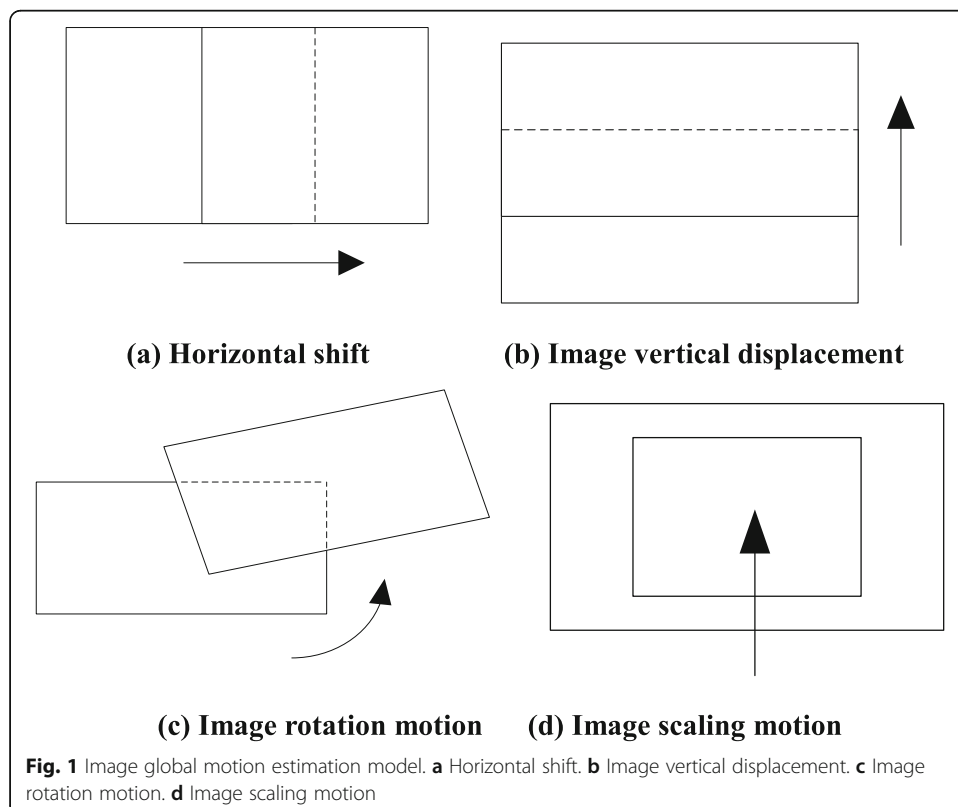 (a) Horizontal shift
(b) Image vertical displacement
(c) Image rotation motion
(d) Image scaling motion
Fig. 1 Image global motion estimation model. a Horizontal shift. b Image vertical displacement. c Image
rotation motion. d Image scaling motion